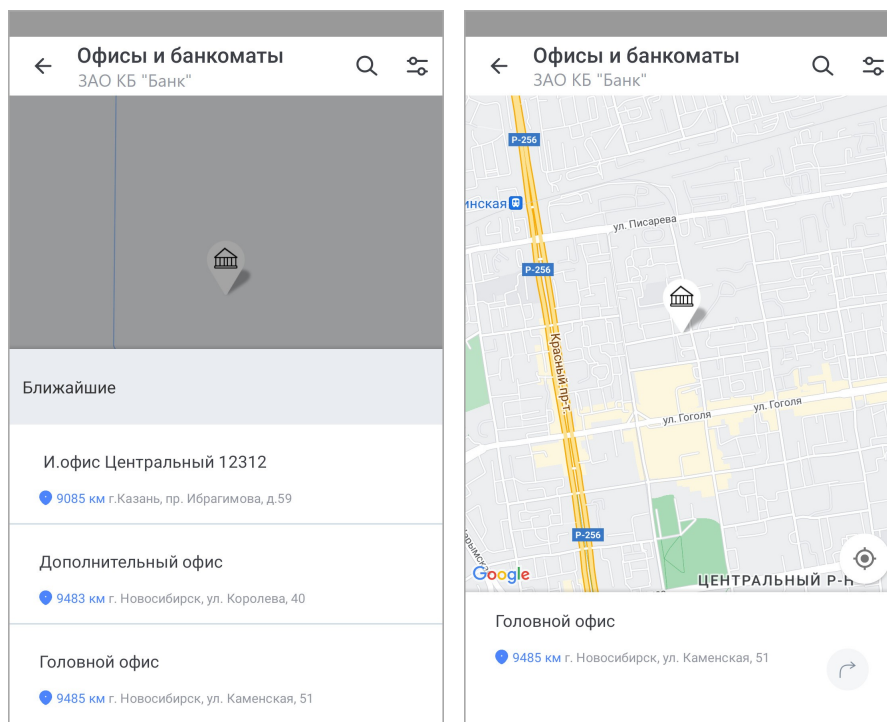 Офисы и банкоматы
ЗАО КБ "Банк"
Ближайшие
И.офис Центральный 12312
9085 км г.Казань, пр. Ибрагимова, д.59
Дополнительный офис
9483 км г. Новосибирск, ул. Королева, 40
Головной офис
9485 км г. Новосибирск, ул. Каменская, 51
Офисы и банкоматы
ЗАО КБ "Банк"
Р-256
инская
ул. Писарева
Р-256
Красный пр-т.
ул. Гоголя
ул. Гоголя
Р-256
Google
ЦЕНТРАЛЬНЫЙ Р-Н
Головной офис
9485 км г. Новосибирск, ул. Каменская, 51